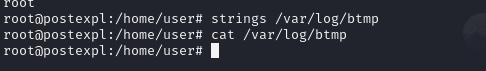 root
root@postexpl:/home/user# strings /var/log/btmp
root@postexpl:/home/user# cat /var/log/btmp
root@postexpl:/home/user#